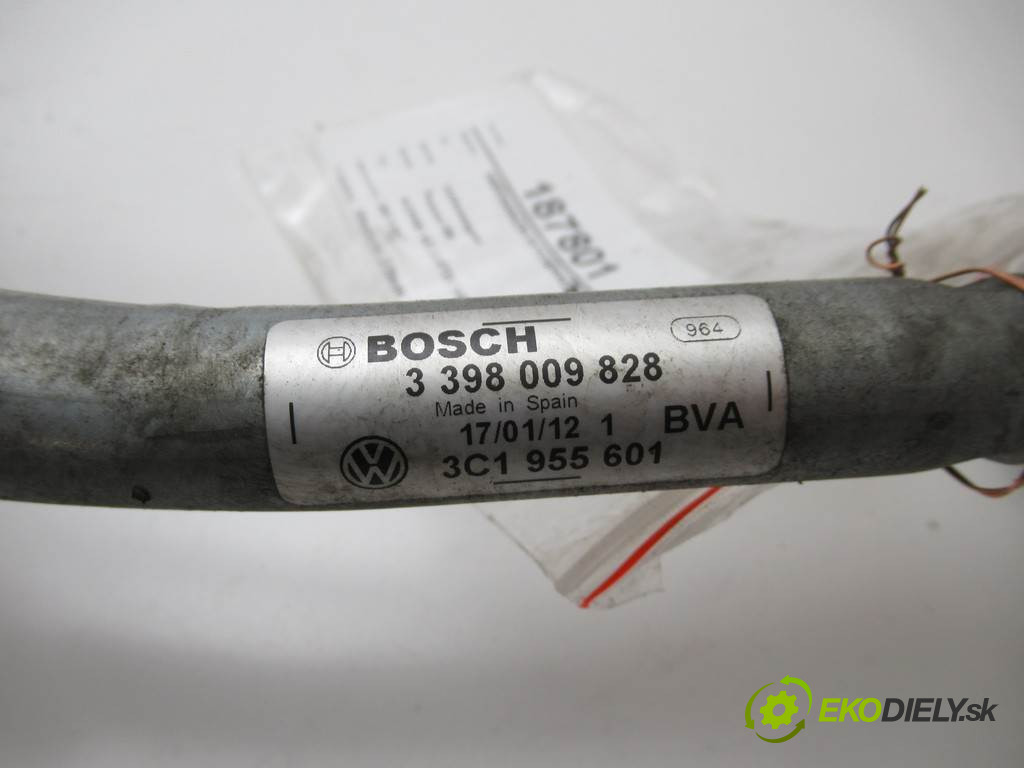 187801
BOSCH
964
3 398 009 828
Made in Spain
17/01/12 1 BVA
3C1 955 601
EKODIELY.sk